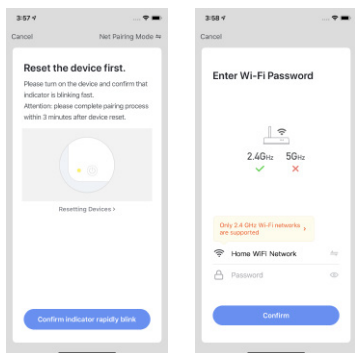 3:57
Cancel
Net Pairing Mode
Reset the device first.
Please turn on the device and confirm that
indicator is blinking fast.
Attention: please complete pairing process
within 3 minutes after device reset.
Resetting Devices >
Confirm indicator rapidly blink
3:58
Cancel
Enter Wi-Fi Password
2.4GHz 5GHz
Only 2.4 GHz Wi-Fi networks
are supported
Home WiFi Network
Password
Confirm